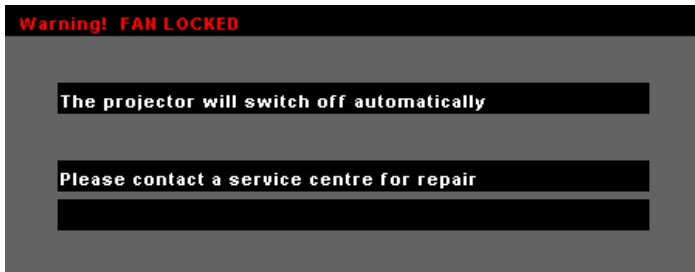 Warning! FAN LOCKED
The projector will switch off automatically
Please contact a service centre for repair